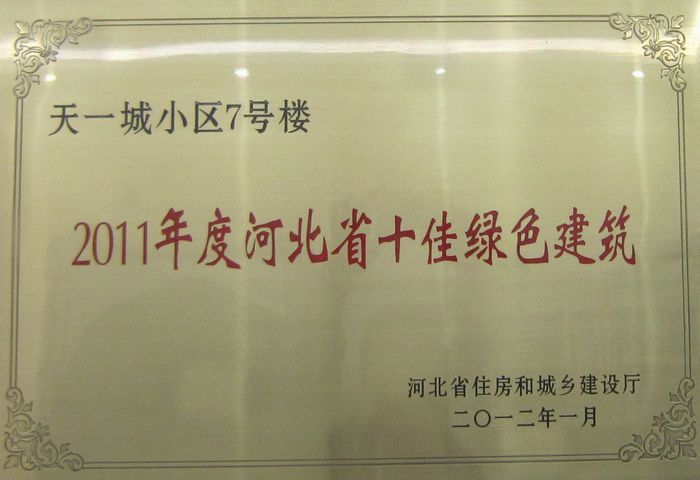 天一城小区7号楼
2011年度河北省十佳绿色建筑
河北省住房和城乡建设厅
二〇一二年一月